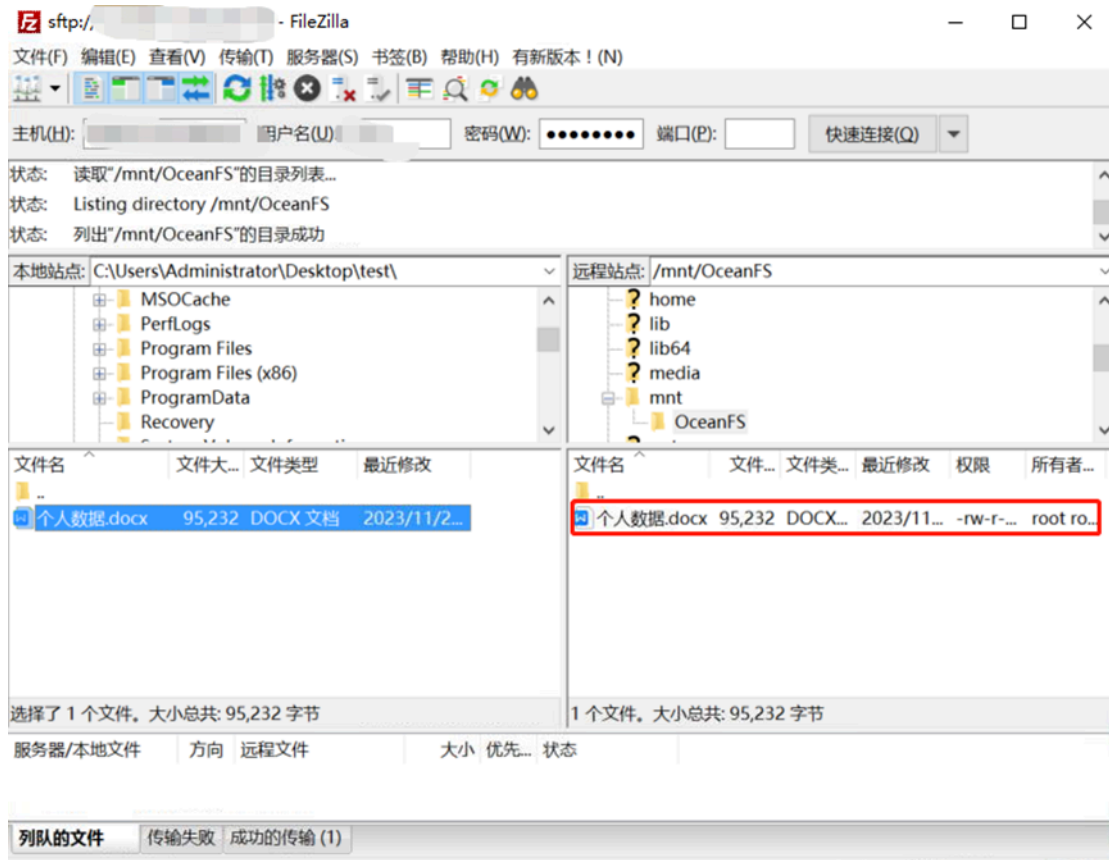 sftp:/ - FileZilla
文件(F) 编辑(E) 查看(V) 传输(T) 服务器(S) 书签(B) 帮助(H) 有新版本！(N)
主机(H): 用户名(U): 密码(W): ●●●●●●●● 端口(P): 快速连接(Q)
状态: 读取"/mnt/OceanFS"的目录列表...
状态: Listing directory /mnt/OceanFS
状态: 列出"/mnt/OceanFS"的目录成功
本地站点: C:\Users\Administrator\Desktop\test\
MSOCache
PerfLogs
Program Files
Program Files (x86)
ProgramData
Recovery
远程站点: /mnt/OceanFS
home
lib
lib64
media
mnt
OceanFS
文件名 文件大... 文件类型 最近修改
..
个人数据.docx 95,232 DOCX 文档 2023/11/2...
选择了 1 个文件。大小总共: 95,232 字节
文件名 文件... 文件类... 最近修改 权限 所有者...
..
个人数据.docx 95,232 DOCX... 2023/11... -rw-r-... root ro...
1 个文件。大小总共: 95,232 字节
服务器/本地文件 方向 远程文件 大小 优先... 状态
列队的文件 传输失败 成功的传输 (1)